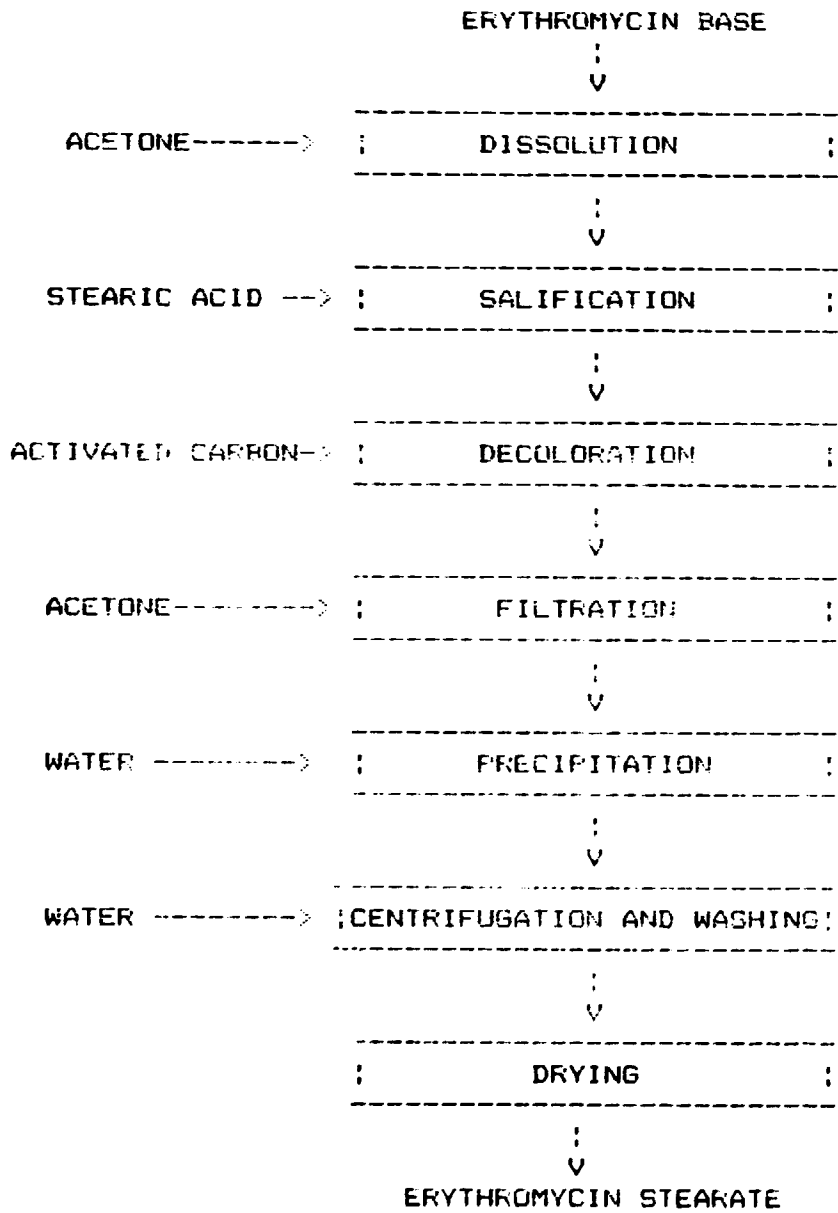 ERYTHROMYCIN BASE
:
V
-----------------------------
ACETONE------> : DISSOLUTION :
-----------------------------
:
V
-----------------------------
STEARIC ACID --> : SALIFICATION :
-----------------------------
:
V
-----------------------------
ACTIVATED CARBON-> : DECOLORATION :
-----------------------------
:
V
-----------------------------
ACETONE--------> : FILTRATION :
-----------------------------
:
V
-----------------------------
WATER ---------> : PRECIPITATION :
-----------------------------
:
V
------------------------------
WATER ---------> :CENTRIFUGATION AND WASHING:
------------------------------
:
V
-----------------------------
: DRYING :
-----------------------------
:
V
ERYTHROMYCIN STEARATE